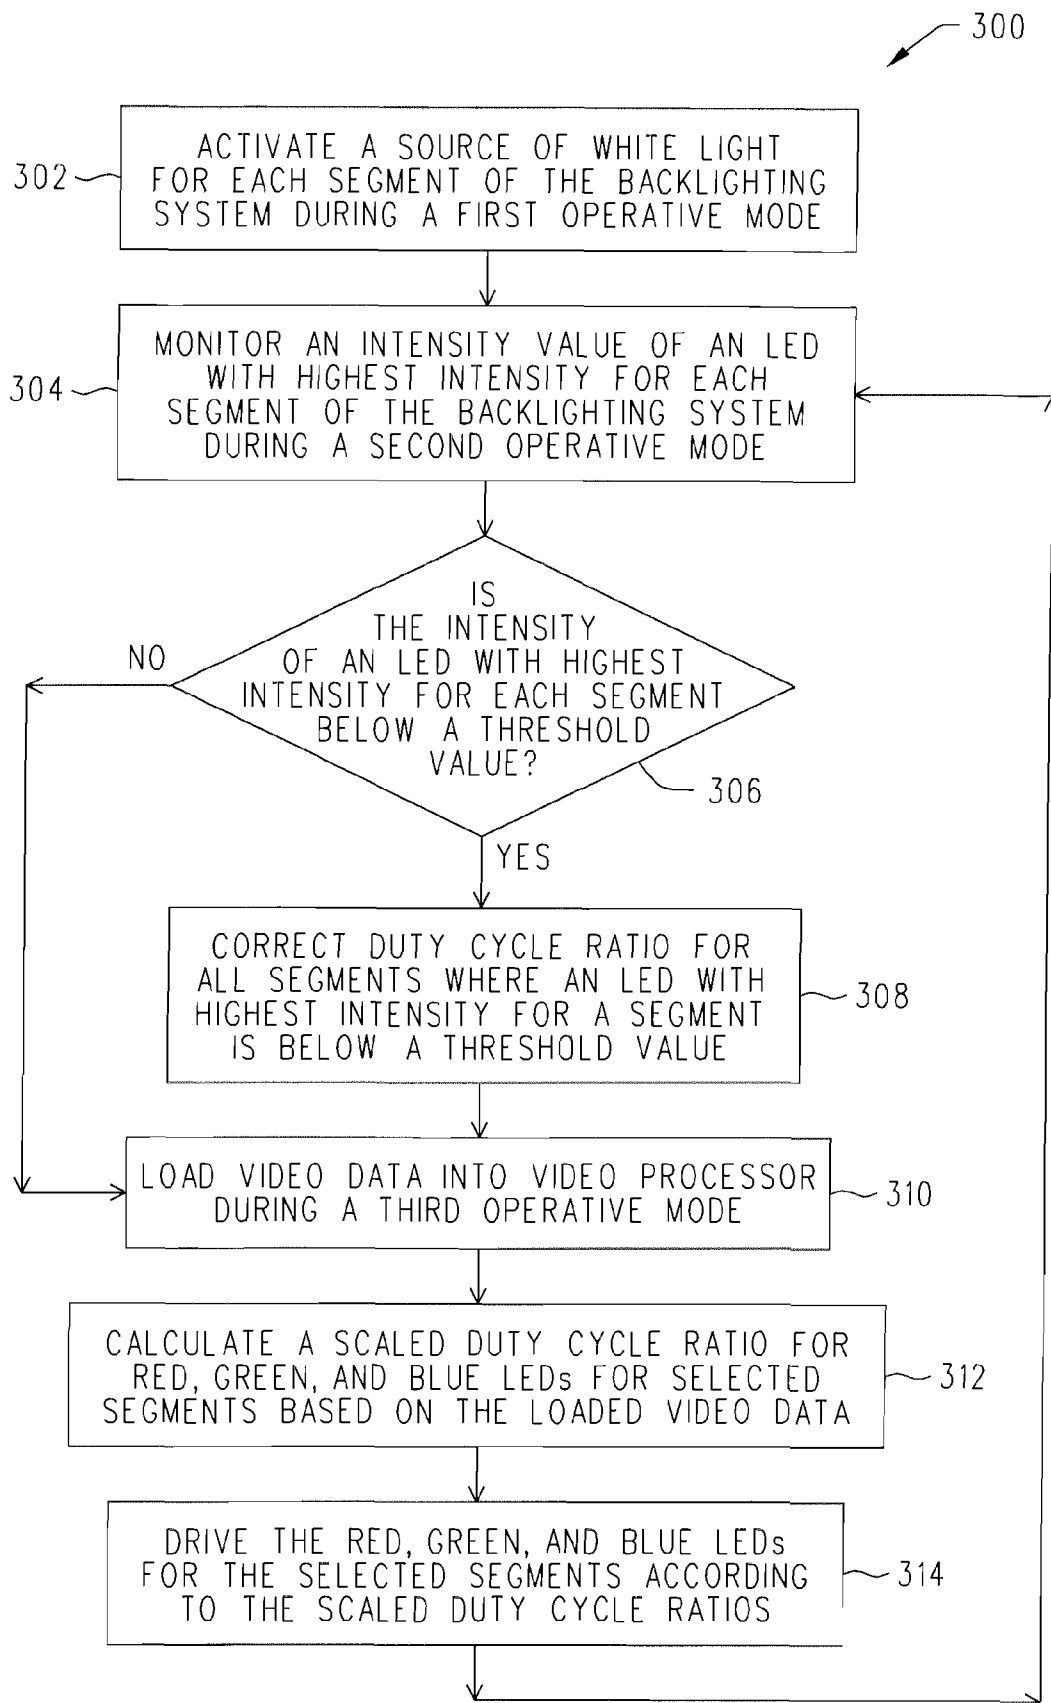 300
302
ACTIVATE A SOURCE OF WHITE LIGHT
FOR EACH SEGMENT OF THE BACKLIGHTING
SYSTEM DURING A FIRST OPERATIVE MODE
304
MONITOR AN INTENSITY VALUE OF AN LED
WITH HIGHEST INTENSITY FOR EACH
SEGMENT OF THE BACKLIGHTING SYSTEM
DURING A SECOND OPERATIVE MODE
IS
THE INTENSITY
OF AN LED WITH HIGHEST
INTENSITY FOR EACH SEGMENT
BELOW A THRESHOLD
VALUE?
NO
306
YES
CORRECT DUTY CYCLE RATIO FOR
ALL SEGMENTS WHERE AN LED WITH
HIGHEST INTENSITY FOR A SEGMENT
IS BELOW A THRESHOLD VALUE
308
LOAD VIDEO DATA INTO VIDEO PROCESSOR
DURING A THIRD OPERATIVE MODE
310
CALCULATE A SCALED DUTY CYCLE RATIO FOR
RED, GREEN, AND BLUE LEDs FOR SELECTED
SEGMENTS BASED ON THE LOADED VIDEO DATA
312
DRIVE THE RED, GREEN, AND BLUE LEDs
FOR THE SELECTED SEGMENTS ACCORDING
TO THE SCALED DUTY CYCLE RATIOS
314